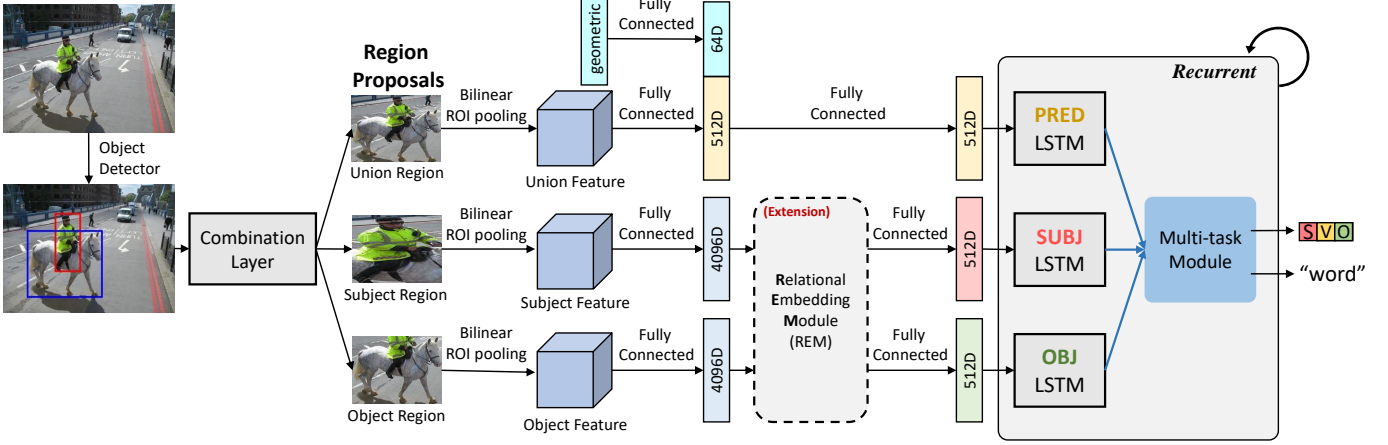 Object
Detector
Combination
Layer
Region
Proposals
Union Region
Subject Region
Object Region
Bilinear
ROI pooling
Bilinear
ROI pooling
Bilinear
ROI pooling
geometric
Union Feature
Subject Feature
Object Feature
Fully
Connected
Fully
Connected
Fully
Connected
Fully
Connected
64D
512D
4096D
4096D
Fully
Connected
(Extension)
Relational
Embedding
Module
(REM)
Fully
Connected
Fully
Connected
512D
512D
512D
Recurrent
PRED
LSTM
SUBJ
LSTM
OBJ
LSTM
Multi-task
Module
S V O
“word”